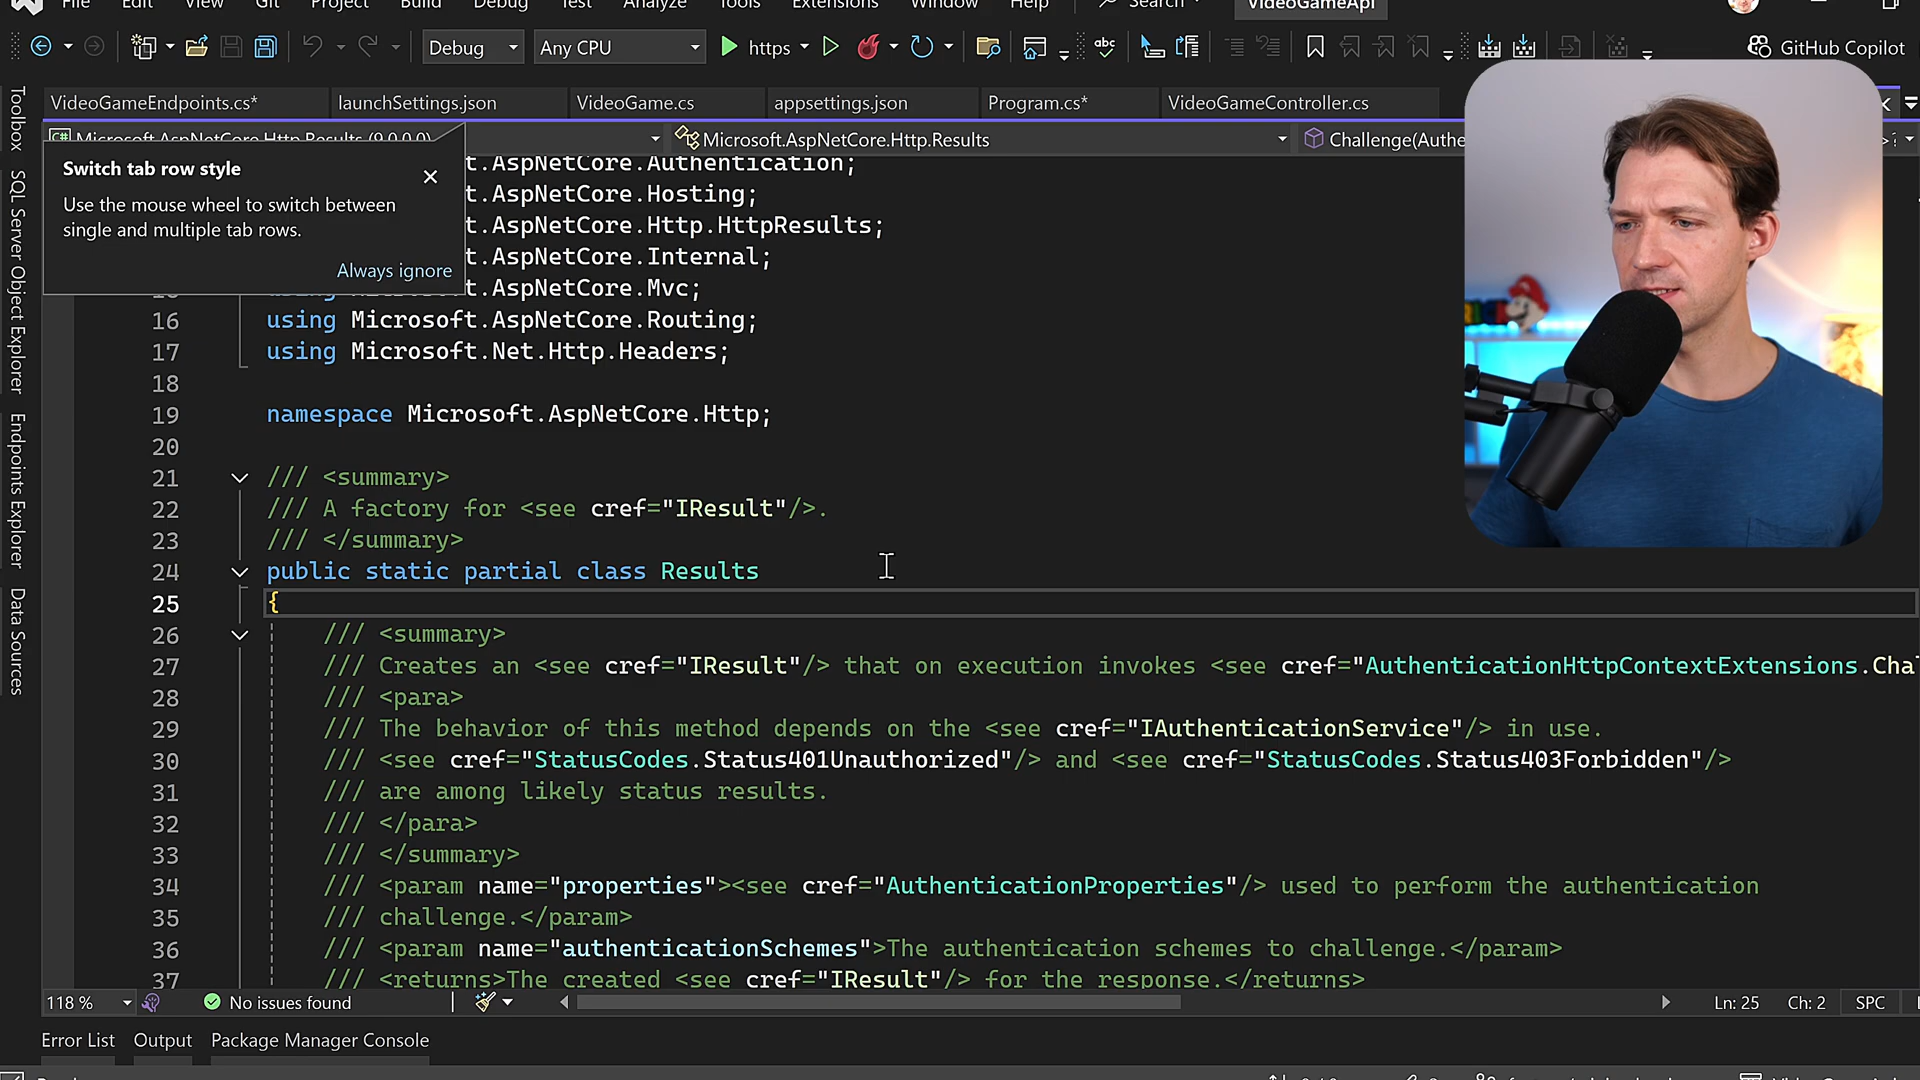 File Edit View Git Project Build Debug Test Analyze Tools Extensions Window Help Search VideoGameApi
Debug Any CPU https GitHub Copilot
VideoGameEndpoints.cs* launchSettings.json VideoGame.cs appsettings.json Program.cs* VideoGameController.cs
Microsoft.AspNetCore.Http.Results (9.0.0.0) Microsoft.AspNetCore.Http.Results Challenge(Authe
Switch tab row style
Use the mouse wheel to switch between
single and multiple tab rows.
Always ignore
Toolbox
SQL Server Object Explorer
Endpoints Explorer
Data Sources
t.AspNetCore.Authentication;
t.AspNetCore.Hosting;
t.AspNetCore.Http.HttpResults;
t.AspNetCore.Internal;
t.AspNetCore.Mvc;
16 using Microsoft.AspNetCore.Routing;
17 using Microsoft.Net.Http.Headers;
18
19 namespace Microsoft.AspNetCore.Http;
20
21 /// <summary>
22 /// A factory for <see cref="IResult"/>.
23 /// </summary>
24 public static partial class Results
25 {
26 /// <summary>
27 /// Creates an <see cref="IResult"/> that on execution invokes <see cref="AuthenticationHttpContextExtensions.Cha
28 /// <para>
29 /// The behavior of this method depends on the <see cref="IAuthenticationService"/> in use.
30 /// <see cref="StatusCodes.Status401Unauthorized"/> and <see cref="StatusCodes.Status403Forbidden"/>
31 /// are among likely status results.
32 /// </para>
33 /// </summary>
34 /// <param name="properties"><see cref="AuthenticationProperties"/> used to perform the authentication
35 /// challenge.</param>
36 /// <param name="authenticationSchemes">The authentication schemes to challenge.</param>
37 /// <returns>The created <see cref="IResult"/> for the response.</returns>
118 % No issues found Ln: 25 Ch: 2 SPC
Error List Output Package Manager Console